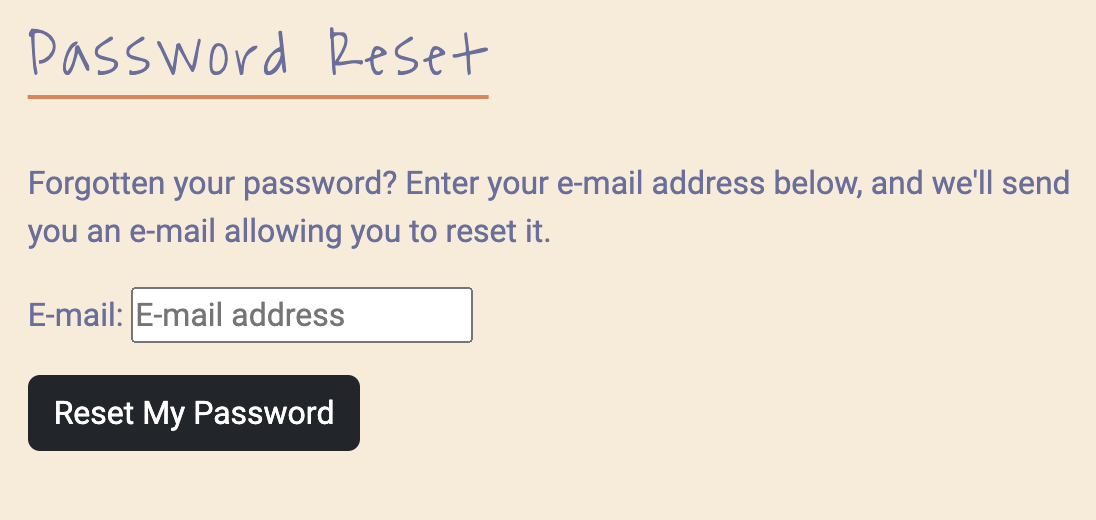 Password Reset
Forgotten your password? Enter your e-mail address below, and we'll send
you an e-mail allowing you to reset it.
E-mail: E-mail address
Reset My Password